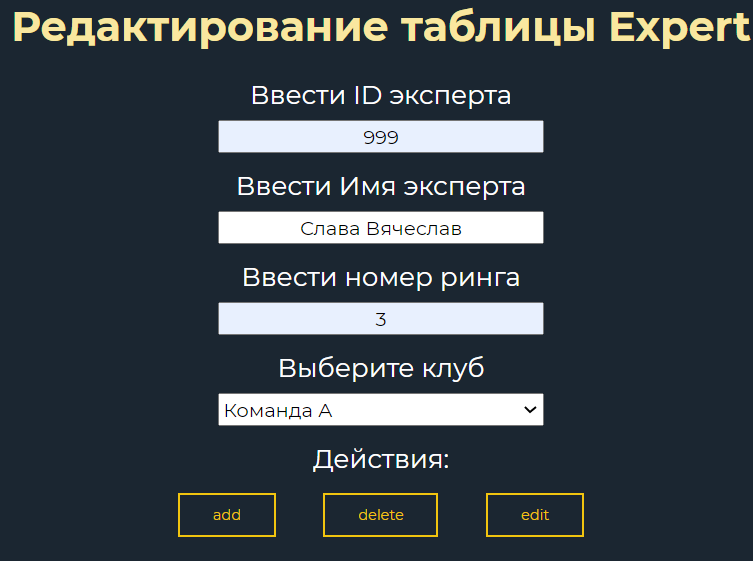 Редактирование таблицы Expert
Ввести ID эксперта
999
Ввести Имя эксперта
Слава Вячеслав
Ввести номер ринга
3
Выберите клуб
Команда А
Действия:
add delete edit